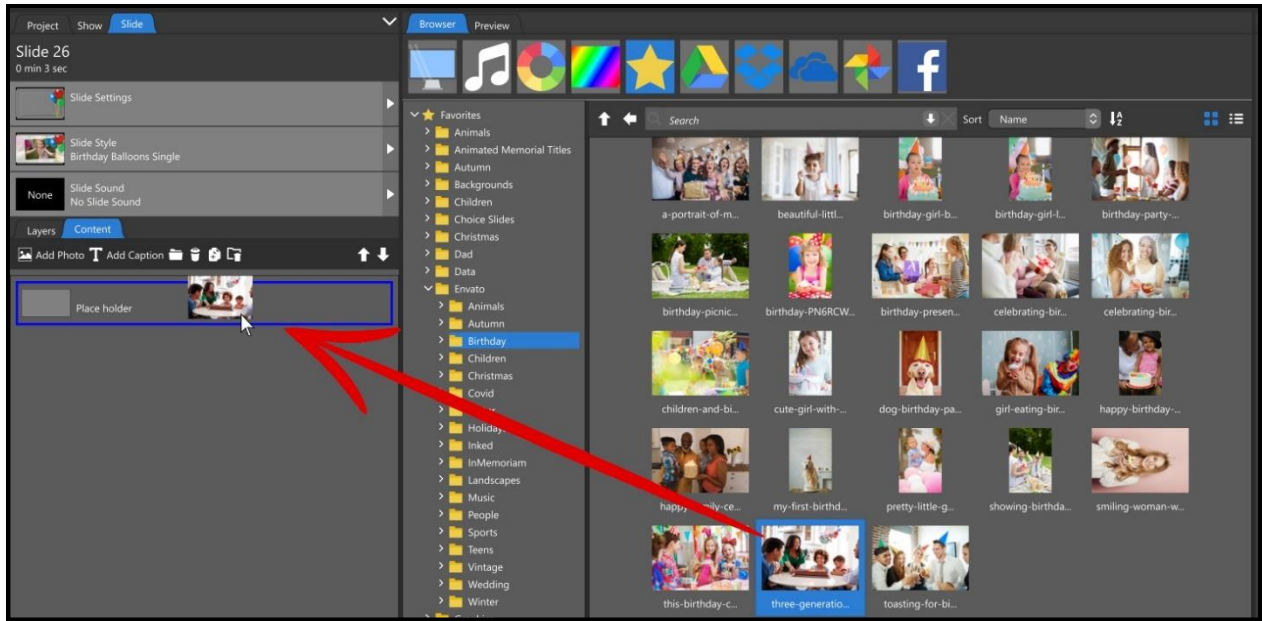 Project Show Slide
Slide 26
0 min 3 sec
Slide Settings
Slide Style
Birthday Balloons Single
None
Slide Sound
No Slide Sound
Layers Content
Add Photo T Add Caption
Place holder
Browser Preview
f
Favorites
Animals
Animated Memorial Titles
Autumn
Backgrounds
Children
Choice Slides
Christmas
Dad
Data
Envato
Animals
Autumn
Birthday
Children
Christmas
Covid
Holiday
Inked
InMemoriam
Landscapes
Music
People
Sports
Teens
Vintage
Wedding
Winter
Search
Sort Name
a-portrait-of-m... beautiful-littl... birthday-girl-b... birthday-girl-l... birthday-party-...
birthday-picnic... birthday-PN6RCW... birthday-presen... celebrating-bir... celebrating-bir...
children-and-bi... cute-girl-with-... dog-birthday-pa... girl-eating-bir... happy-birthday-...
happy-family-ce... my-first-birthd... pretty-little-g... showing-birthda... smiling-woman-w...
this-birthday-c... three-generatio... toasting-for-bi...